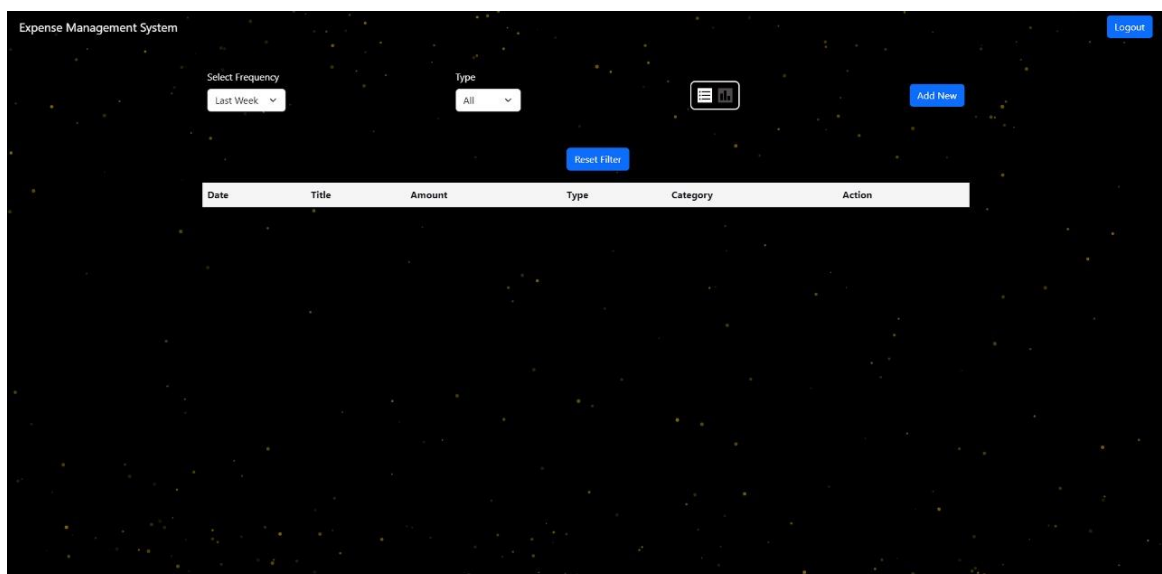 Expense Management System Logout
Select Frequency Type
Last Week All Add New
Reset Filter
Date Title Amount Type Category Action